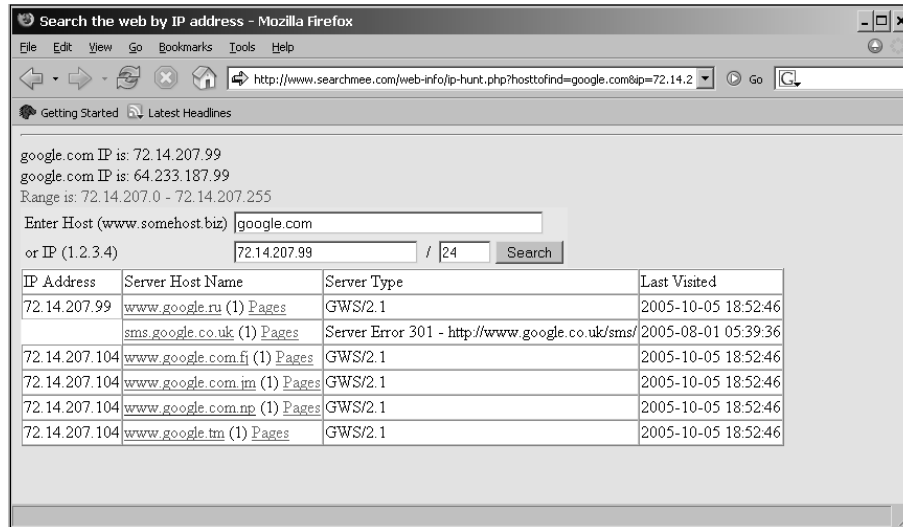 Search the web by IP address - Mozilla Firefox
File Edit View Go Bookmarks Tools Help
http://www.searchmee.com/web-info/ip-hunt.php?hosttofind=google.com&ip=72.14.2 Go G
Getting Started Latest Headlines
google.com IP is: 72.14.207.99
google.com IP is: 64.233.187.99
Range is: 72.14.207.0 - 72.14.207.255
Enter Host (www.somehost.biz) google.com
or IP (1.2.3.4) 72.14.207.99 / 24 Search
IP Address Server Host Name Server Type Last Visited
72.14.207.99 www.google.ru (1) Pages GWS/2.1 2005-10-05 18:52:46
sms.google.co.uk (1) Pages Server Error 301 - http://www.google.co.uk/sms/ 2005-08-01 05:39:36
72.14.207.104 www.google.com.fj (1) Pages GWS/2.1 2005-10-05 18:52:46
72.14.207.104 www.google.com.jm (1) Pages GWS/2.1 2005-10-05 18:52:46
72.14.207.104 www.google.com.np (1) Pages GWS/2.1 2005-10-05 18:52:46
72.14.207.104 www.google.tm (1) Pages GWS/2.1 2005-10-05 18:52:46